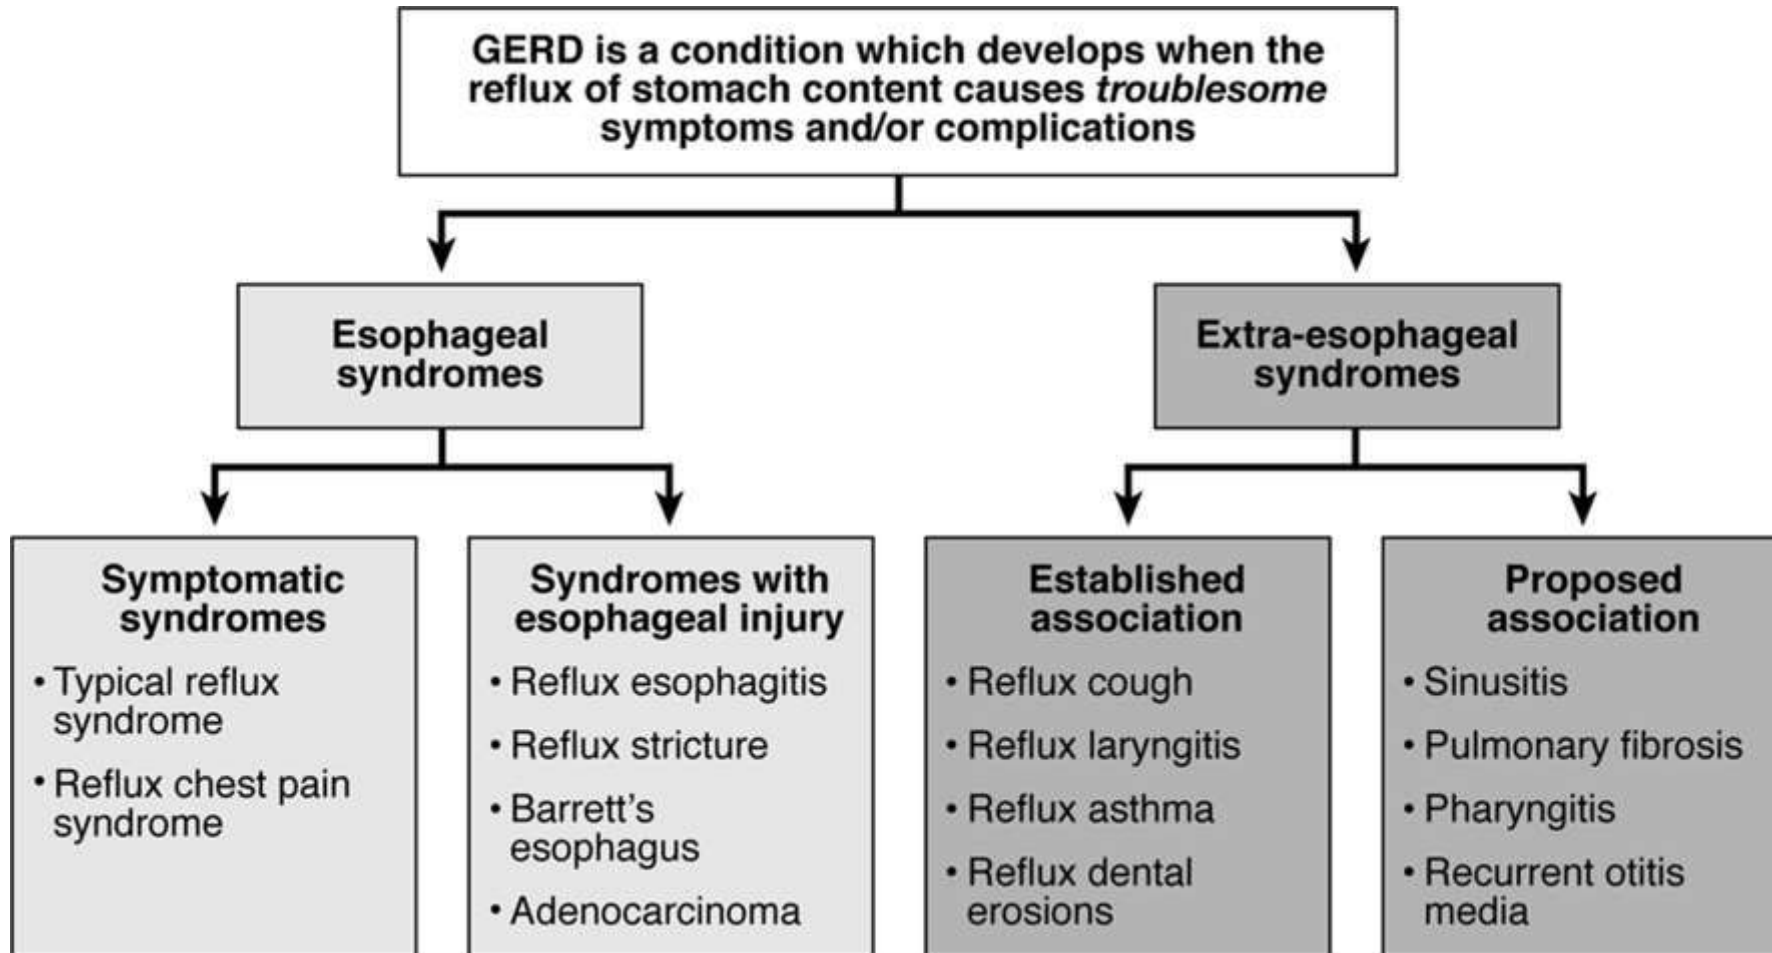 GERD is a condition which develops when the
reflux of stomach content causes troublesome
symptoms and/or complications
Esophageal
syndromes
Extra-esophageal
syndromes
Symptomatic
syndromes
• Typical reflux
syndrome
• Reflux chest pain
syndrome
Syndromes with
esophageal injury
• Reflux esophagitis
• Reflux stricture
• Barrett's
esophagus
• Adenocarcinoma
Established
association
• Reflux cough
• Reflux laryngitis
• Reflux asthma
• Reflux dental
erosions
Proposed
association
• Sinusitis
• Pulmonary fibrosis
• Pharyngitis
• Recurrent otitis
media